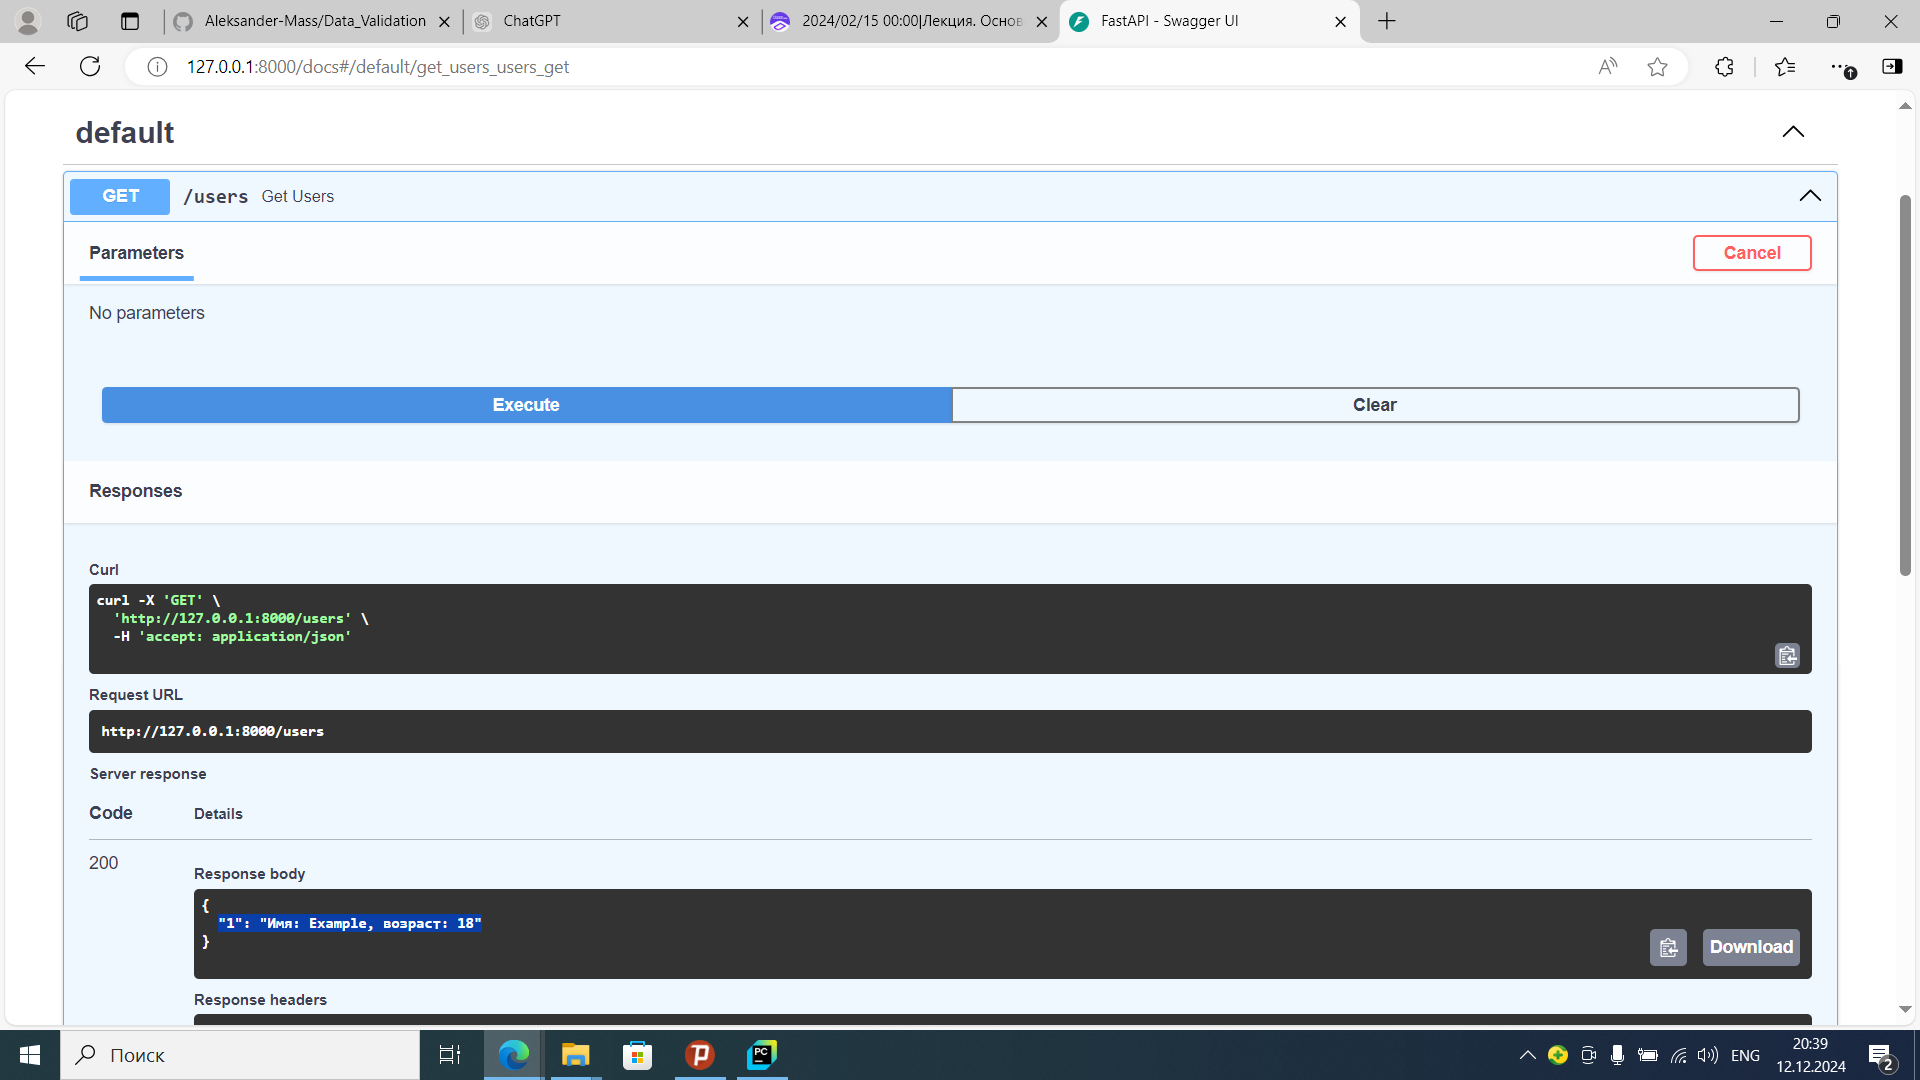 Aleksander-Mass/Data_Validation
ChatGPT
2024/02/15 00:00|Лекция. Основ
FastAPI - Swagger UI
127.0.0.1:8000/docs#/default/get_users_users_get
default
GET /users Get Users
Parameters
Cancel
No parameters
Execute
Clear
Responses
Curl
curl -X 'GET' \
'http://127.0.0.1:8000/users' \
-H 'accept: application/json'
Request URL
http://127.0.0.1:8000/users
Server response
Code Details
200
Response body
{
"1": "Имя: Example, возраст: 18"
}
Download
Response headers
Поиск
PC
ENG
20:39
12.12.2024
2